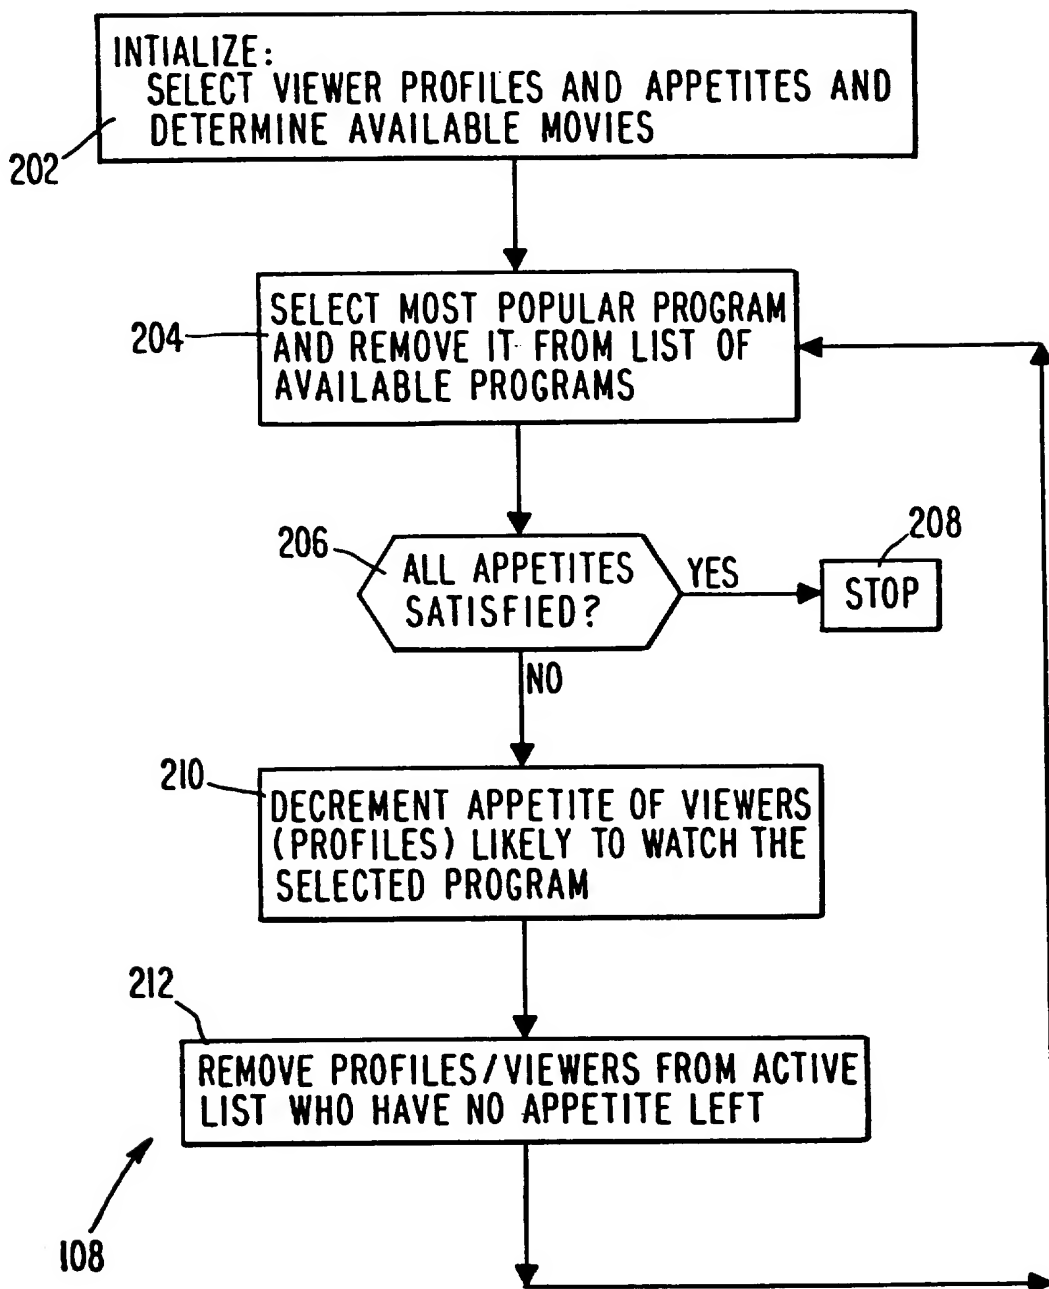 INTIALIZE:
SELECT VIEWER PROFILES AND APPETITES AND
DETERMINE AVAILABLE MOVIES
202
SELECT MOST POPULAR PROGRAM
AND REMOVE IT FROM LIST OF
AVAILABLE PROGRAMS
204
206
ALL APPETITES
SATISFIED?
YES
208
STOP
NO
210
DECREMENT APPETITE OF VIEWERS
(PROFILES) LIKELY TO WATCH THE
SELECTED PROGRAM
212
REMOVE PROFILES/VIEWERS FROM ACTIVE
LIST WHO HAVE NO APPETITE LEFT
108